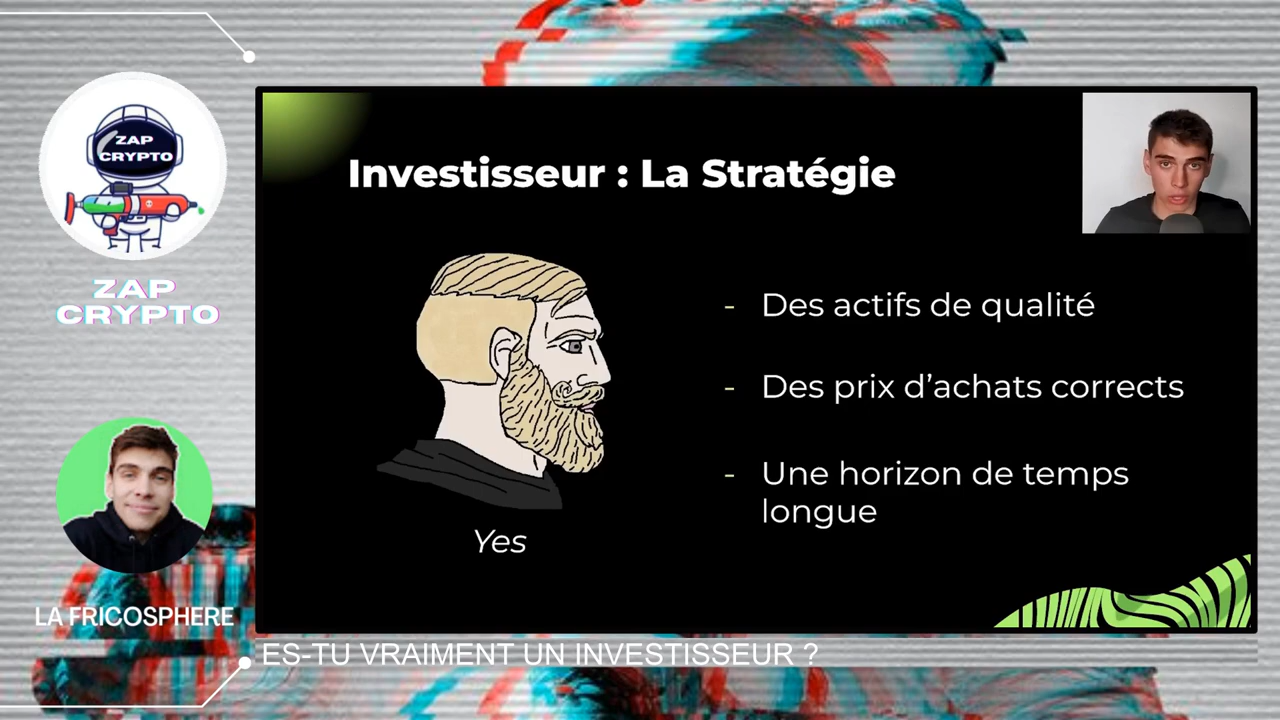 ZAP
CRYPTO
ZAP
CRYPTO
LA FRICOSPHERE
Investisseur : La Stratégie
Yes
- Des actifs de qualité
- Des prix d’achats corrects
- Une horizon de temps
longue
ES-TU VRAIMENT UN INVESTISSEUR ?